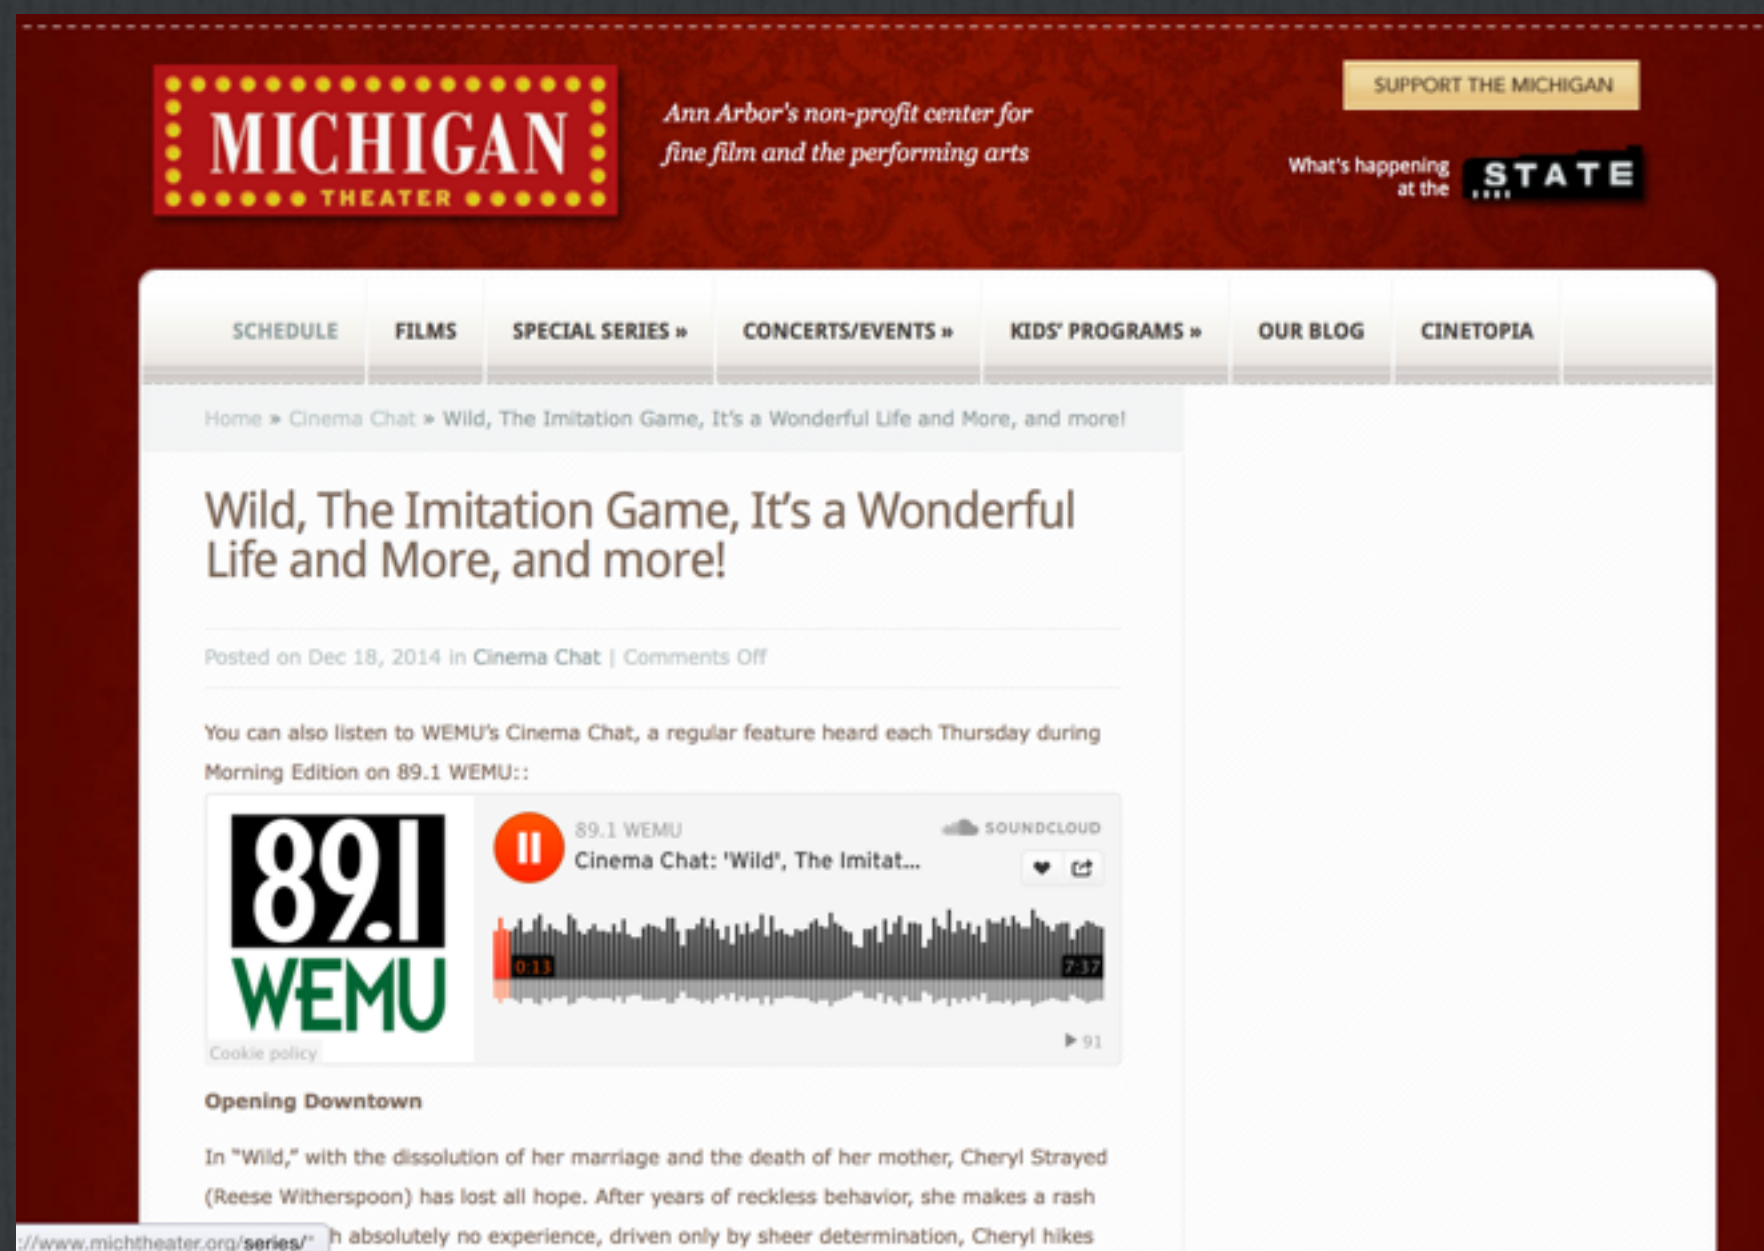 MICHIGAN
THEATER
Ann Arbor's non-profit center for
fine film and the performing arts
SUPPORT THE MICHIGAN
What's happening
at the
STATE
SCHEDULE
FILMS
SPECIAL SERIES »
CONCERTS/EVENTS »
KIDS' PROGRAMS »
OUR BLOG
CINETOPIA
Home » Cinema Chat » Wild, The Imitation Game, It's a Wonderful Life and More, and more!
Wild, The Imitation Game, It's a Wonderful
Life and More, and more!
Posted on Dec 18, 2014 in Cinema Chat | Comments Off
You can also listen to WEMU's Cinema Chat, a regular feature heard each Thursday during
Morning Edition on 89.1 WEMU::
89.1
WEMU
Cookie policy
89.1 WEMU
Cinema Chat: 'Wild', The Imitat...
SOUNDCLOUD
0:13
7:37
91
Opening Downtown
In "Wild," with the dissolution of her marriage and the death of her mother, Cheryl Strayed
(Reese Witherspoon) has lost all hope. After years of reckless behavior, she makes a rash
h absolutely no experience, driven only by sheer determination, Cheryl hikes
://www.michtheater.org/series/"